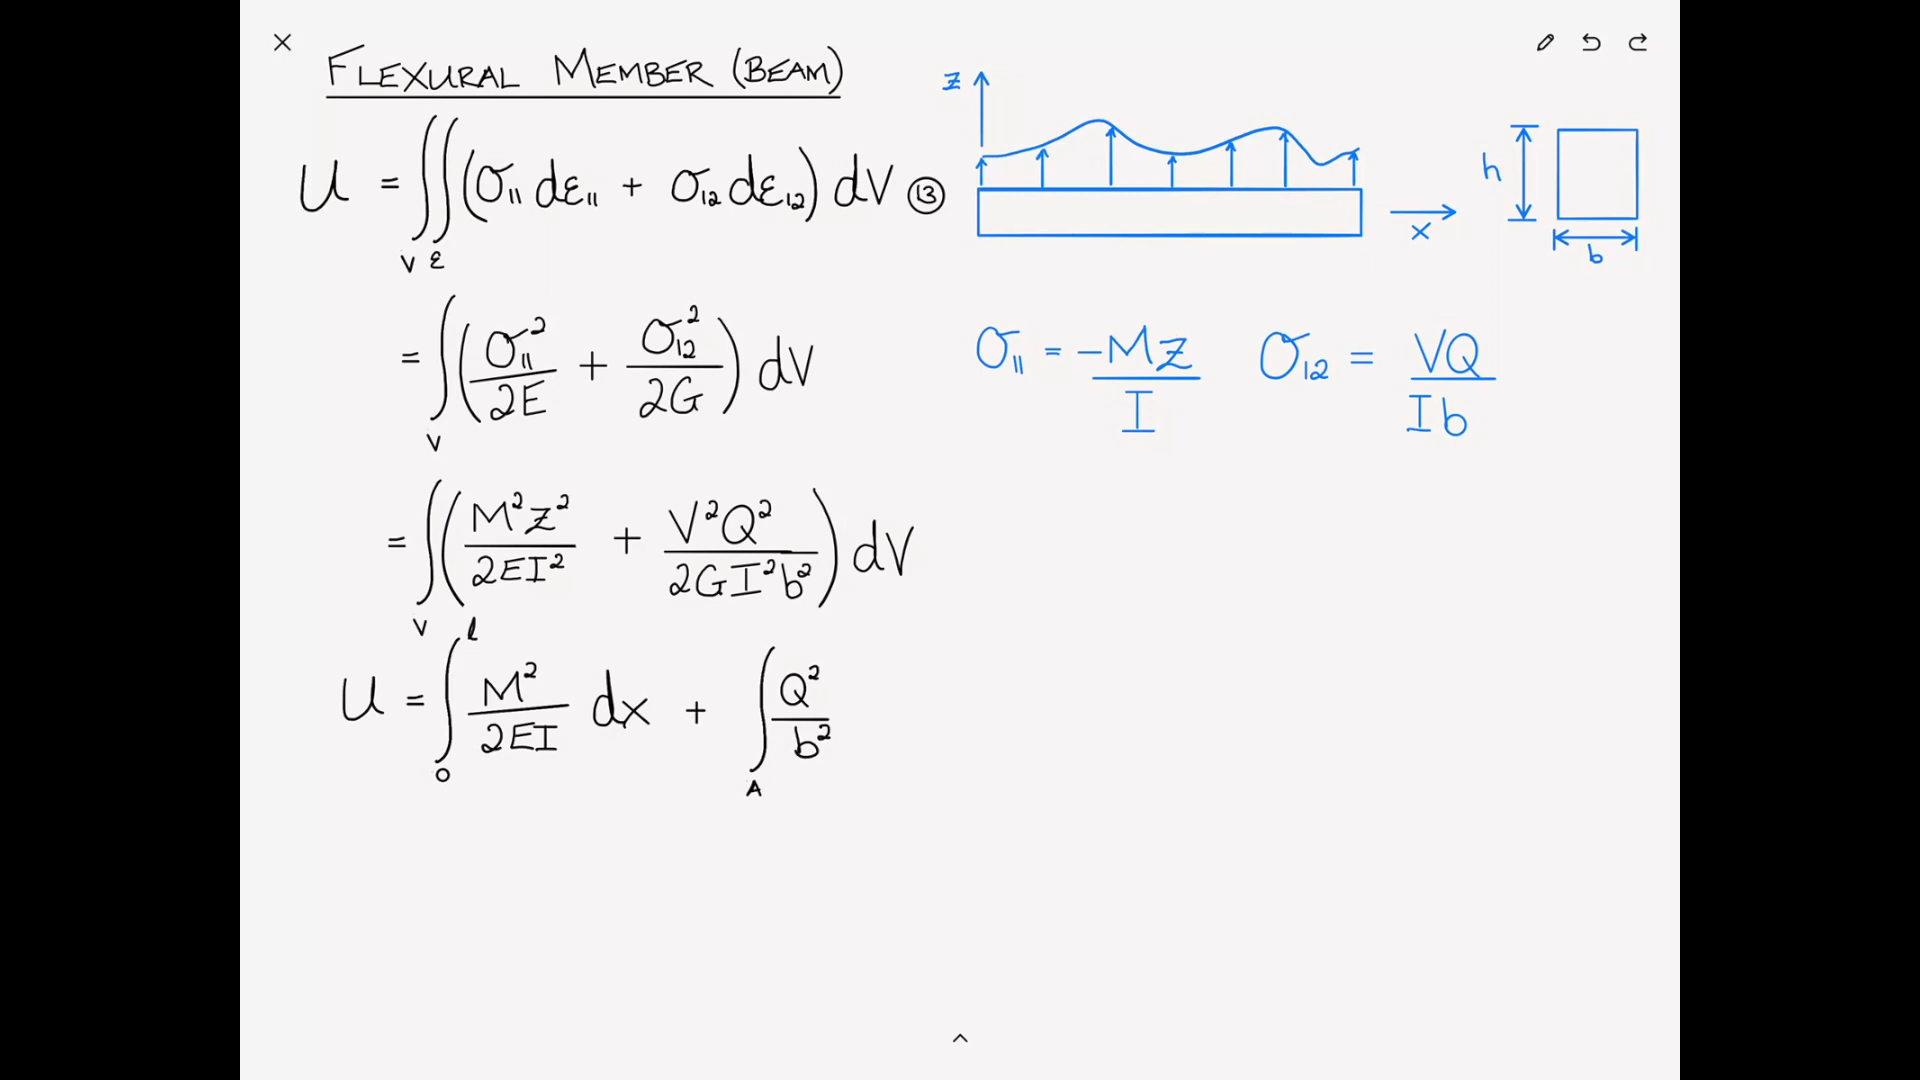 FLEXURAL MEMBER (BEAM)
U = ∫∫ (σ₁₁ dε₁₁ + σ₁₂ dε₁₂) dV ⑬
V ε
= ∫ (σ₁₁²/2E + σ₁₂²/2G) dV
V
= ∫ (M²z²/2EI² + V²Q²/2GI²b²) dV
V
U = ∫₀ˡ M²/2EI dx + ∫ Q²/b²
A
z
x
h
b
σ₁₁ = -Mz/I
σ₁₂ = VQ/Ib